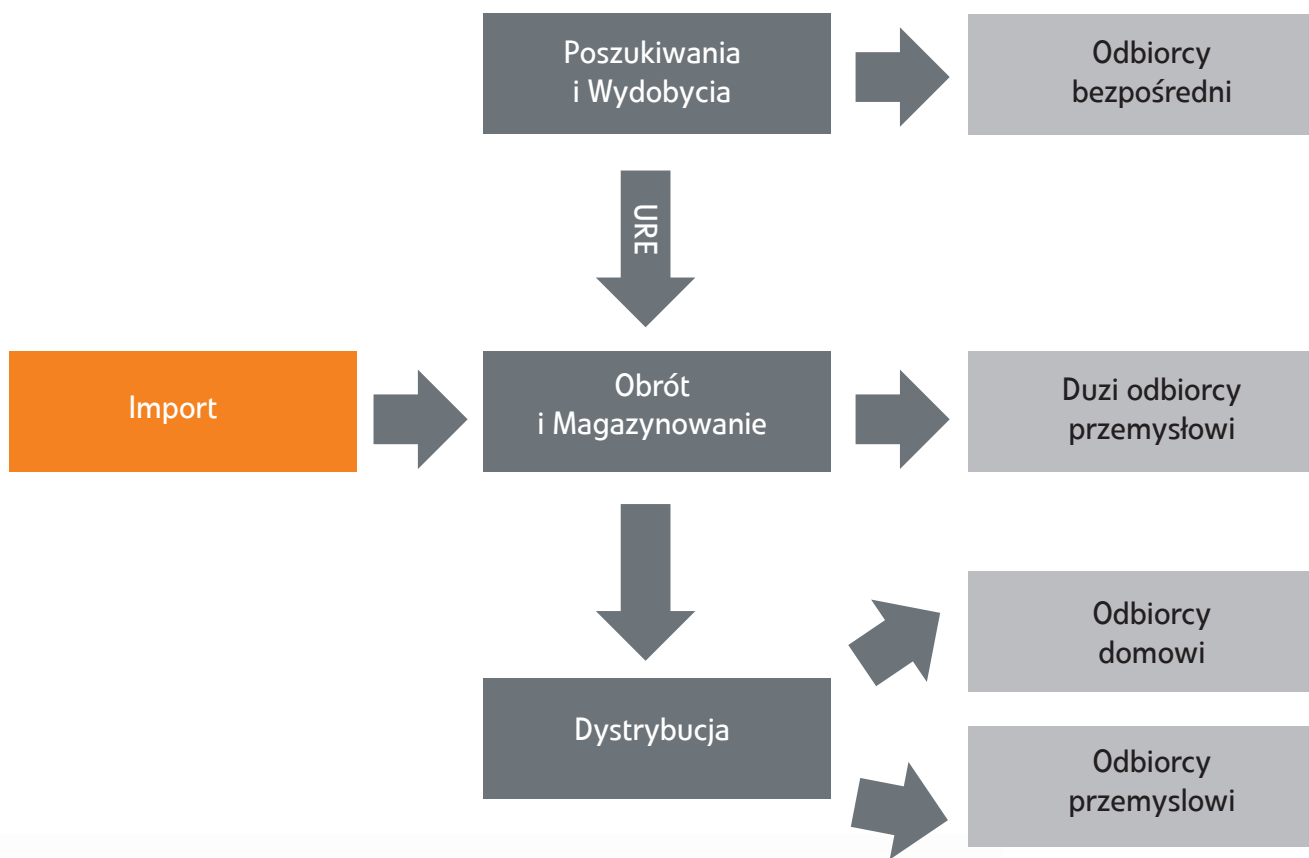 Poszukiwania
i Wydobycia
Odbiorcy
bezpośredni
URE
Import
Obrót
i Magazynowanie
Duzi odbiorcy
przemysłowi
Odbiorcy
domowi
Dystrybucja
Odbiorcy
przemyslowi